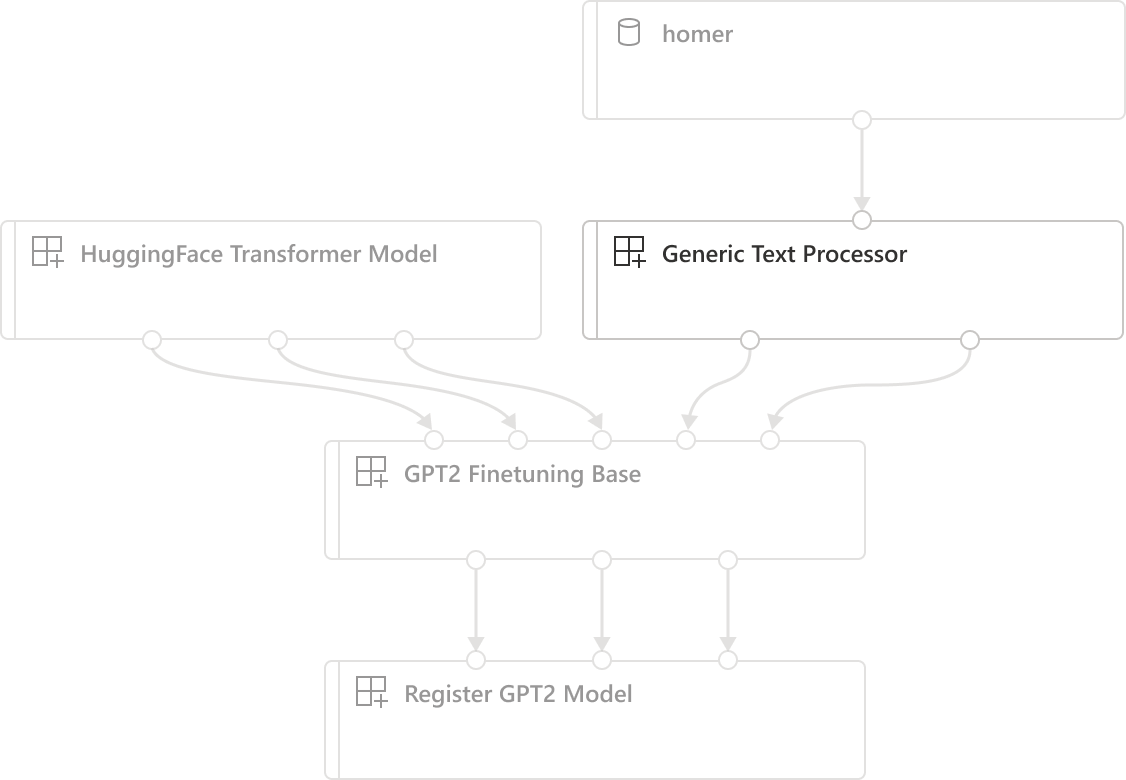 homer
HuggingFace Transformer Model
Generic Text Processor
GPT2 Finetuning Base
Register GPT2 Model